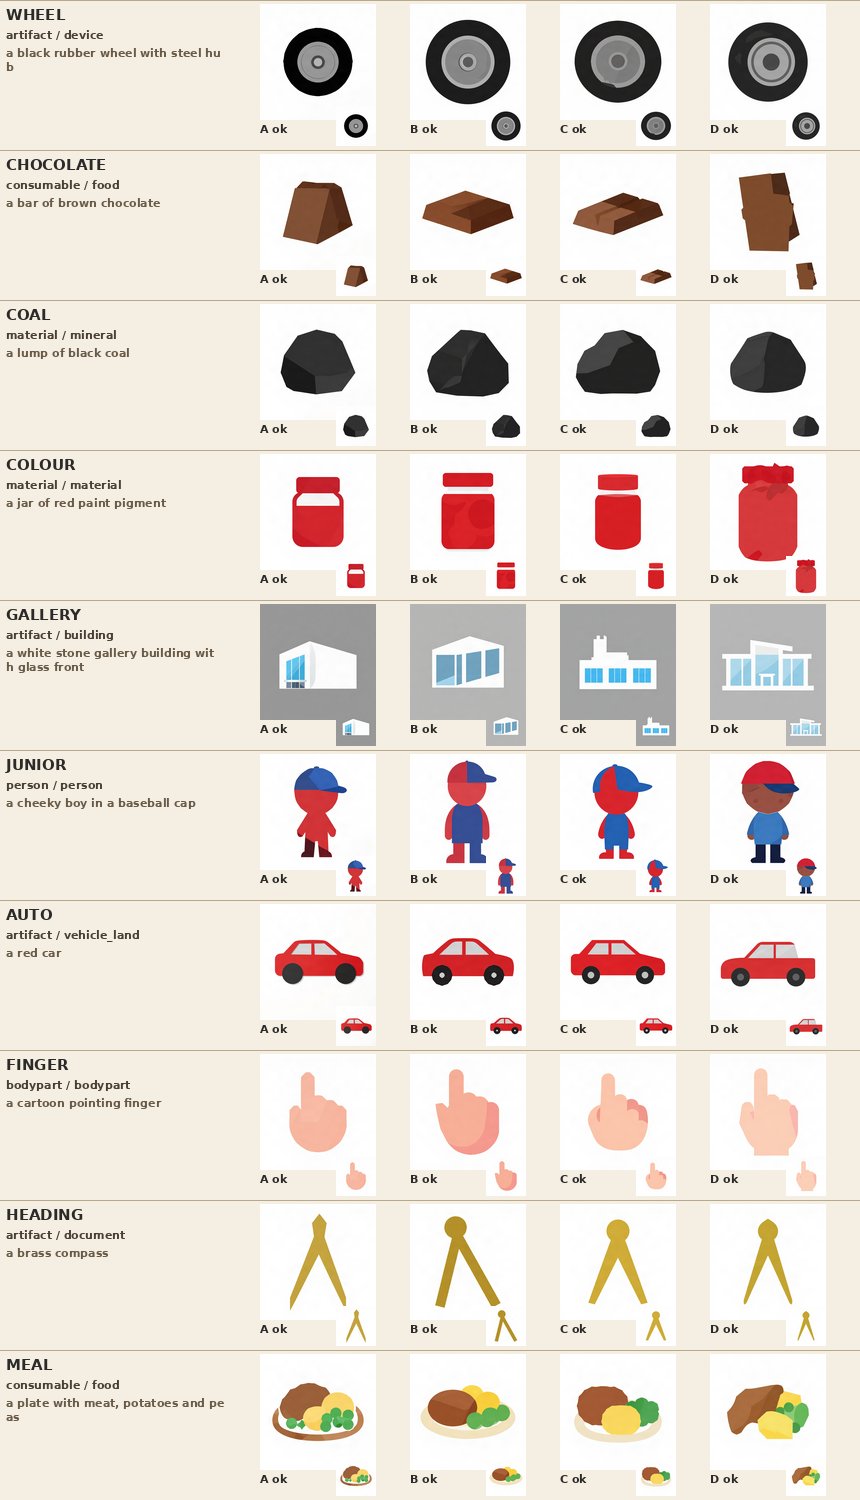 WHEEL
artifact / device
a black rubber wheel with steel hu
b
A ok
B ok
C ok
D ok
CHOCOLATE
consumable / food
a bar of brown chocolate
A ok
B ok
C ok
D ok
COAL
material / mineral
a lump of black coal
A ok
B ok
C ok
D ok
COLOUR
material / material
a jar of red paint pigment
A ok
B ok
C ok
D ok
GALLERY
artifact / building
a white stone gallery building wit
h glass front
A ok
B ok
C ok
D ok
JUNIOR
person / person
a cheeky boy in a baseball cap
A ok
B ok
C ok
D ok
AUTO
artifact / vehicle_land
a red car
A ok
B ok
C ok
D ok
FINGER
bodypart / bodypart
a cartoon pointing finger
A ok
B ok
C ok
D ok
HEADING
artifact / document
a brass compass
A ok
B ok
C ok
D ok
MEAL
consumable / food
a plate with meat, potatoes and pe
as
A ok
B ok
C ok
D ok